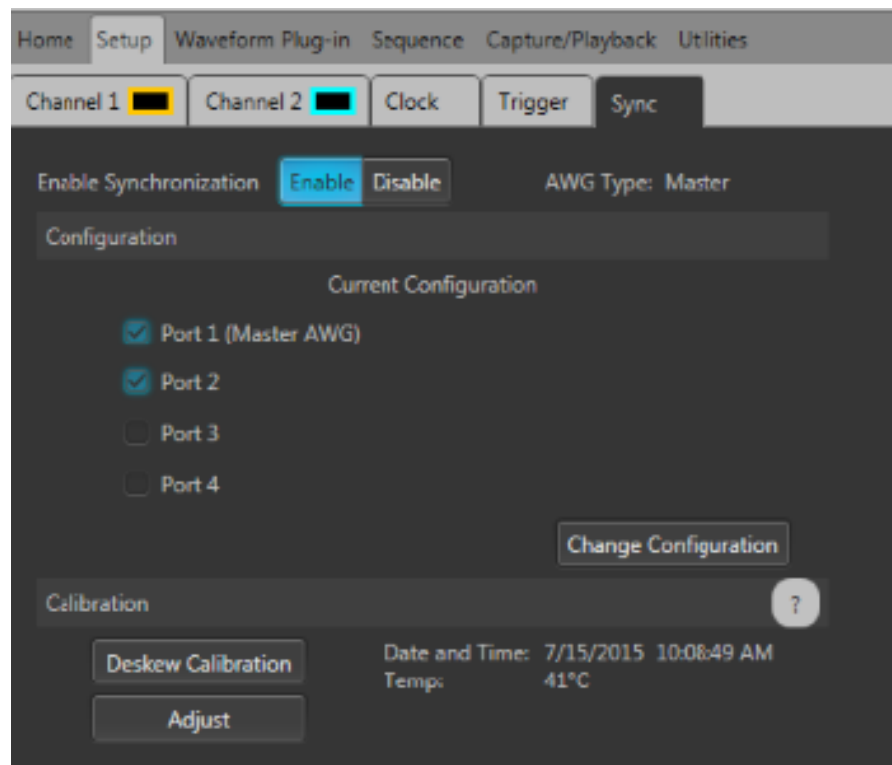 Home Setup Waveform Plug-in Sequence Capture/Playback Utilities
Channel 1 Channel 2 Clock Trigger Sync
Enable Synchronization Enable Disable AWG Type: Master
Configuration
Current Configuration
Port 1 (Master AWG)
Port 2
Port 3
Port 4
Change Configuration
Calibration ?
Deskew Calibration Date and Time: 7/15/2015 10:08:49 AM
Temp: 41°C
Adjust